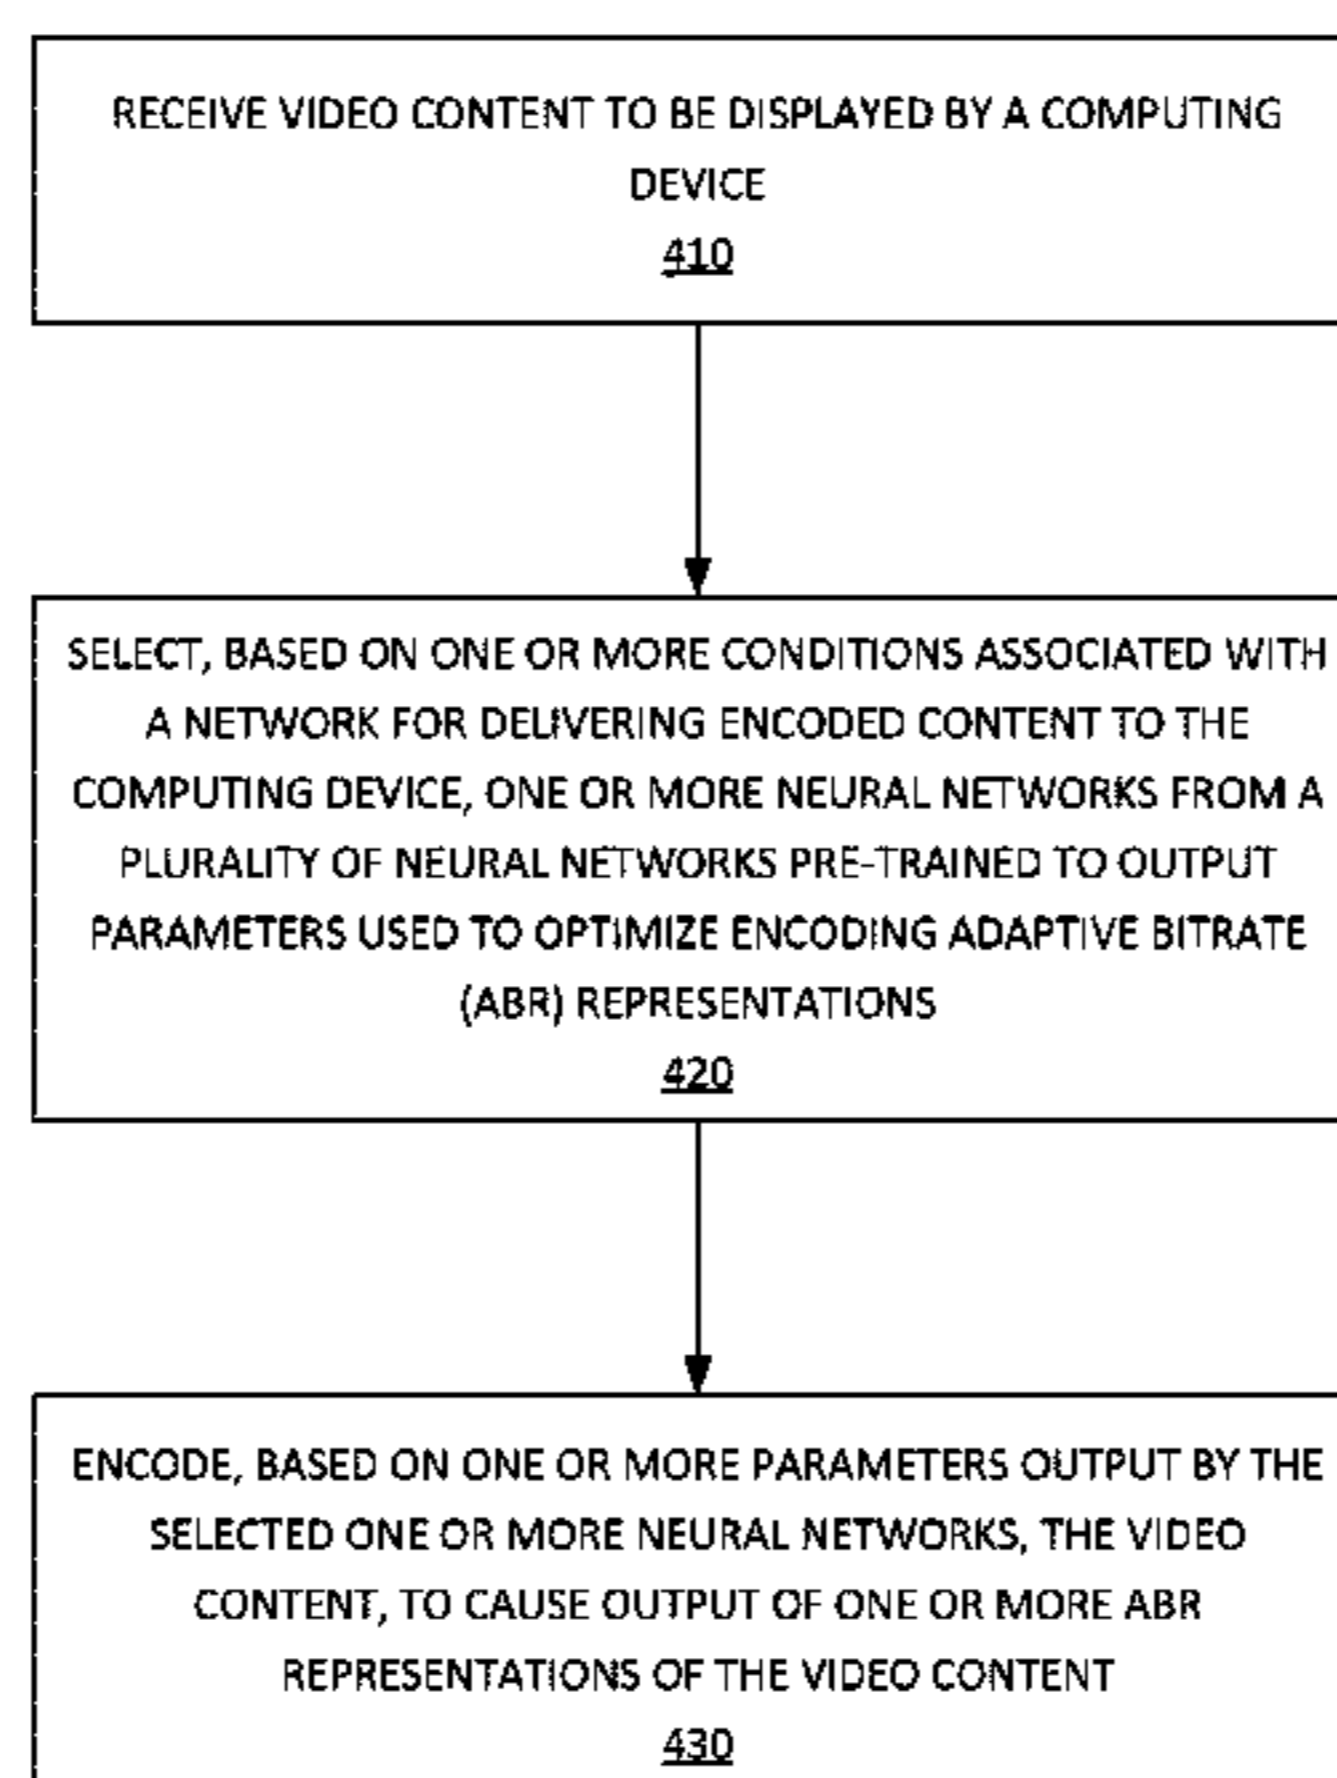 RECEIVE VIDEO CONTENT TO BE DISPLAYED BY A COMPUTING
DEVICE
410
SELECT, BASED ON ONE OR MORE CONDITIONS ASSOCIATED WITH
A NETWORK FOR DELIVERING ENCODED CONTENT TO THE
COMPUTING DEVICE, ONE OR MORE NEURAL NETWORKS FROM A
PLURALITY OF NEURAL NETWORKS PRE-TRAINED TO OUTPUT
PARAMETERS USED TO OPTIMIZE ENCODING ADAPTIVE BITRATE
(ABR) REPRESENTATIONS
420
ENCODE, BASED ON ONE OR MORE PARAMETERS OUTPUT BY THE
SELECTED ONE OR MORE NEURAL NETWORKS, THE VIDEO
CONTENT, TO CAUSE OUTPUT OF ONE OR MORE ABR
REPRESENTATIONS OF THE VIDEO CONTENT
430